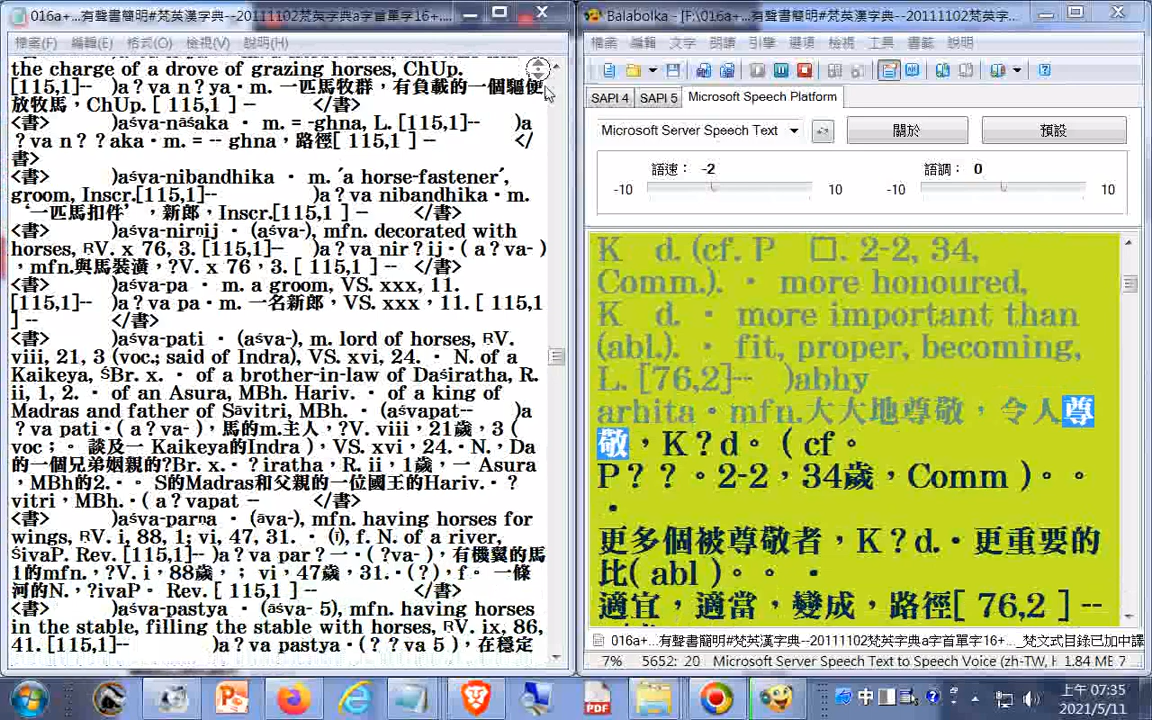 016a+...有聲書簡明#梵英漢字典--20111102梵英字典a字首單字16+...
檔案(F) 編輯(E) 格式(O) 檢視(V) 說明(H)
the charge of a drove of grazing horses, ChUp.
[115,1]-- )a ? va n ? ya‧m. 一匹馬牧群,有負載的一個驅使
放牧馬,ChUp. [ 115,1 ] -- </書>
<書> )aśva-nāśaka ‧ m. = -ghna, L. [115,1]-- )a
? va n ? ? aka‧m. = -- ghna,路徑[ 115,1 ] -- </
書>
<書> )aśva-nibandhika ‧ m. 'a horse-fastener',
groom, Inscr.[115,1]-- )a ? va nibandhika‧m.
‘一匹馬扣件’,新郎,Inscr.[115,1 ] -- </書>
<書> )aśva-nirṇij ‧ (aśva-), mfn. decorated with
horses, RV. x 76, 3. [115,1]-- )a ? va nir ? ij‧( a ? va- )
,mfn.與馬裝潢,?V. x 76,3. [ 115,1 ] -- </書>
<書> )aśva-pa ‧ m. a groom, VS. xxx, 11.
[115,1]-- )a ? va pa‧m. 一名新郎,VS. xxx,11. [ 115,1
] -- </書>
<書> )aśva-pati ‧ (aśva-), m. lord of horses, RV.
viii, 21, 3 (voc.; said of Indra), VS. xvi, 24. ‧ N. of a
Kaikeya, ŚBr. x. ‧ of a brother-in-law of Daśiratha, R.
ii, 1, 2. ‧ of an Asura, MBh. Hariv. ‧ of a king of
Madras and father of Sāvitri, MBh. ‧ (aśvapat-- )a
? va pati‧( a ? va- ),馬的m.主人,?V. viii,21歲,3 (
voc;。談及一 Kaikeya的Indra ),VS. xvi,24.‧N.,Da
的一個兄弟姻親的?Br. x.‧? iratha,R. ii,1歲,一 Asura
,MBh的2.‧。S的Madras和父親的一位國王的Hariv.‧?
vitri,MBh.‧( a ? vapat -- </書>
<書> )aśva-parṇa ‧ (āva-), mfn. having horses for
wings, RV. i, 88, 1; vi, 47, 31. ‧ (ī), f. N. of a river,
ŚivaP. Rev. [115,1]-- )a ? va par ? 一‧( ?va- ),有機翼的馬
1的mfn.,?V. i,88歲,; vi,47歲,31.‧( ? ),f。一條
河的N.,?ivaP。Rev. [ 115,1 ] -- </書>
<書> )aśva-pastya ‧ (āśva- 5), mfn. having horses
in the stable, filling the stable with horses, RV. ix, 86,
41. [115,1]-- )a ? va pastya‧( ? ? va 5 ),在穩定
Balabolka - [F:\016a+...有聲書簡明#梵英漢字典--20111102梵英字...
檔案 編輯 文字 朗讀 引擎 選項 檢視 工具 書籤 說明
SAPI 4 SAPI 5 Microsoft Speech Platform
Microsoft Server Speech Text 關於 預設
語速: -2 語調: 0
-10 10 -10 10
K d. (cf. P □. 2-2, 34,
Comm.). ‧ more honoured,
K d. ‧ more important than
(abl.). ‧ fit, proper, becoming,
L. [76,2]-- )abhy
arhita‧mfn.大大地尊敬,令人尊
敬,K ? d。( cf。
P ? ?。2-2,34歲,Comm )。。
‧
更多個被尊敬者,K ? d.‧更重要的
比( abl )。。 ‧
適宜,適當,變成,路徑[ 76,2 ] --
016a+...有聲書簡明#梵英漢字典--20111102梵英字典a字首單字16+..._梵文式目錄已加中譯
7% 5652: 20 Microsoft Server Speech Text to Speech Voice (zh-TW, H 1.84 ME 7
中
上午 07:35
2021/5/11